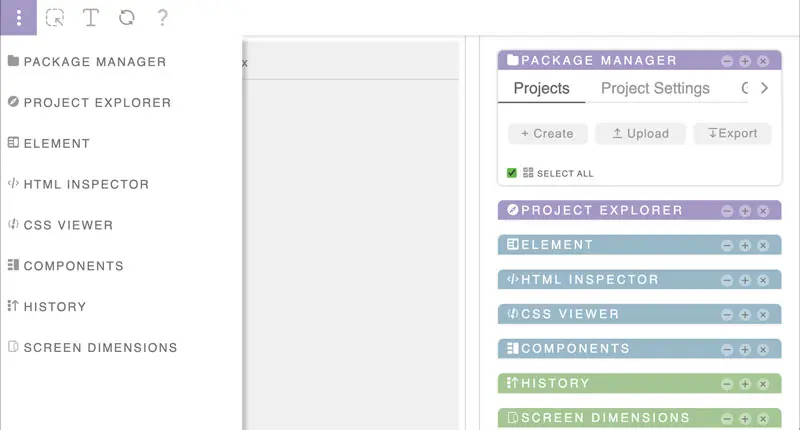 PACKAGE MANAGER
PROJECT EXPLORER
ELEMENT
HTML INSPECTOR
CSS VIEWER
COMPONENTS
HISTORY
SCREEN DIMENSIONS
x
PACKAGE MANAGER
Projects Project Settings
+ Create Upload Export
SELECT ALL
PROJECT EXPLORER
ELEMENT
HTML INSPECTOR
CSS VIEWER
COMPONENTS
HISTORY
SCREEN DIMENSIONS